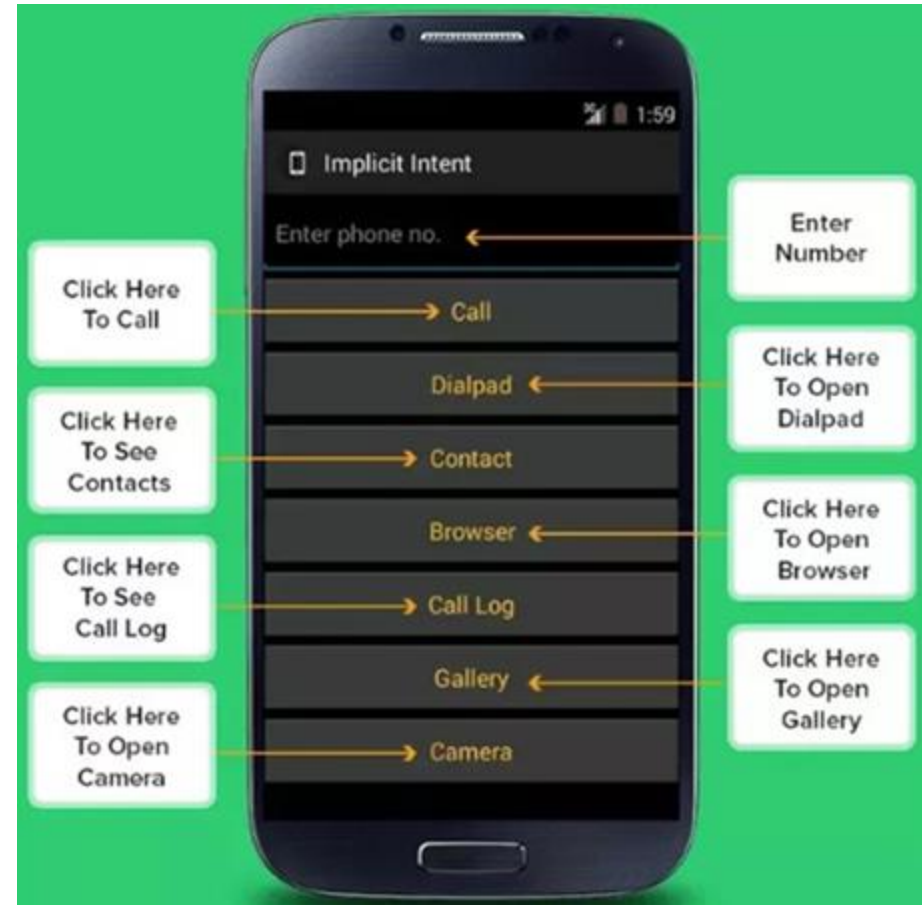 1:59
Implicit Intent
Enter phone no.
Enter
Number
Click Here
To Call
Call
Click Here
To Open
Dialpad
Dialpad
Click Here
To See
Contacts
Contact
Click Here
To Open
Browser
Browser
Click Here
To See
Call Log
Call Log
Click Here
To Open
Gallery
Gallery
Click Here
To Open
Camera
Camera